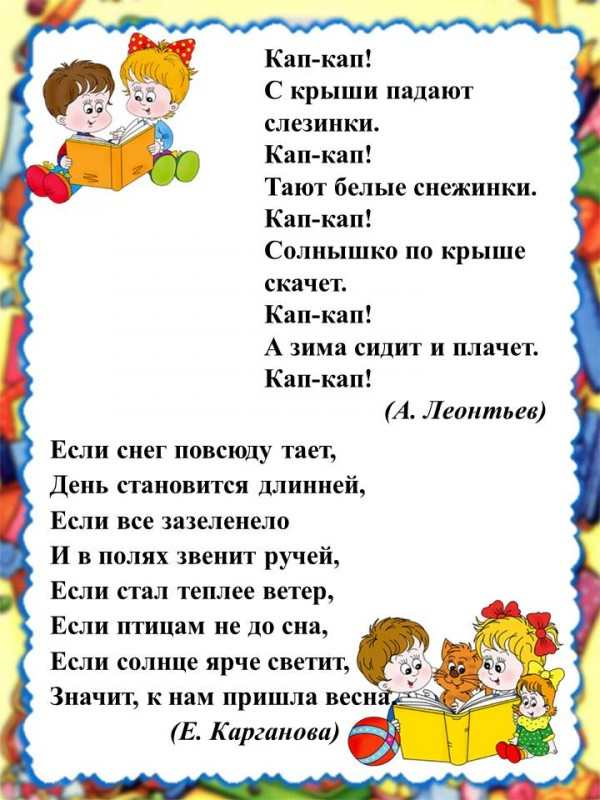 Кап-кап!
С крыши падают
слезинки.
Кап-кап!
Тают белые снежинки.
Кап-кап!
Солнышко по крыше
скачет.
Кап-кап!
А зима сидит и плачет.
Кап-кап!
(А. Леонтьев)
Если снег повсюду тает,
День становится длинней,
Если все зазеленело
И в полях звенит ручей,
Если стал теплее ветер,
Если птицам не до сна,
Если солнце ярче светит,
Значит, к нам пришла весна.
(Е. Карганова)